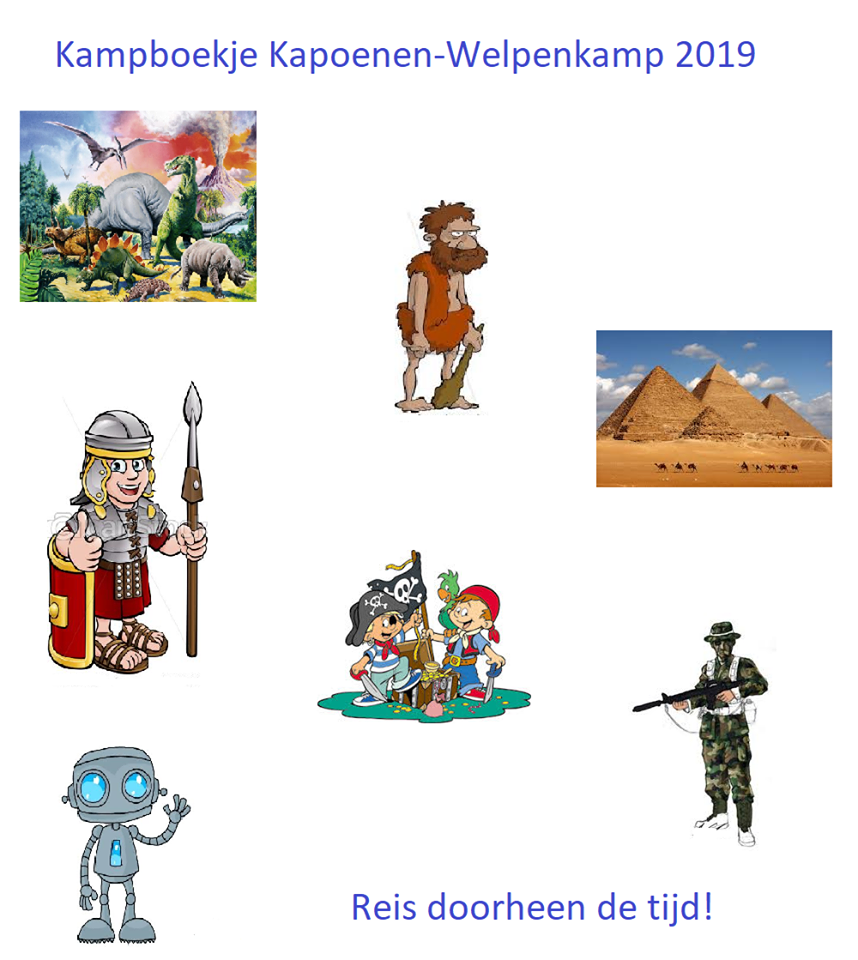 Kampboekje Kapoenen-Welpenkamp 2019
Reis doorheen de tijd!